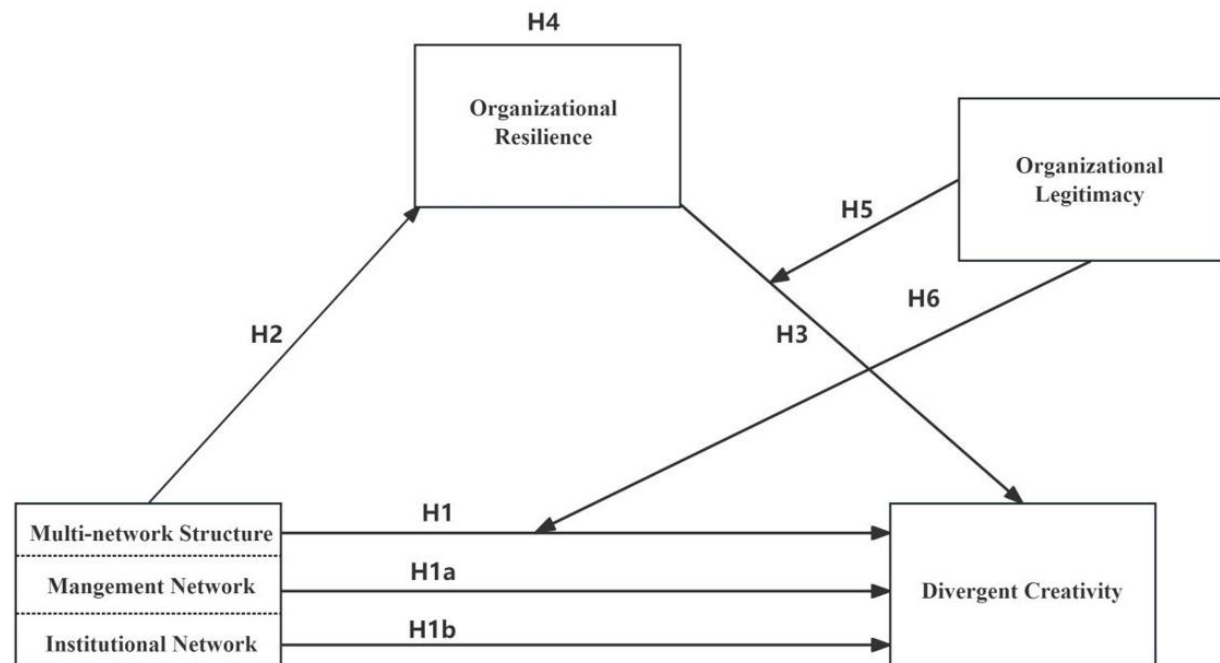 H4
Organizational
Resilience
Organizational
Legitimacy
H5
H6
H2
H3
Multi-network Structure
H1
Mangement Network
H1a
Divergent Creativity
Institutional Network
H1b